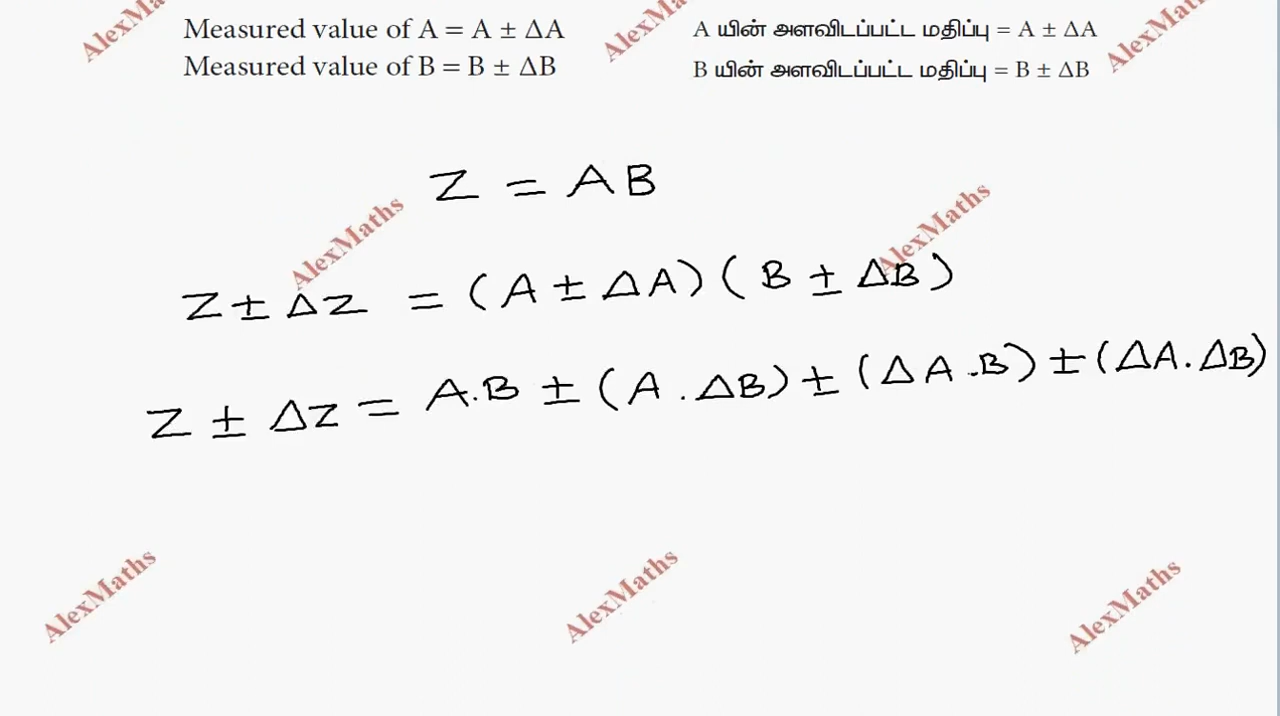 Measured value of A = A ± ΔA
Measured value of B = B ± ΔB
A யின் அளவிடப்பட்ட மதிப்பு = A ± ΔA
B யின் அளவிடப்பட்ட மதிப்பு = B ± ΔB
Z = AB
Z ± ΔZ = (A ± ΔA)(B ± ΔB)
Z ± ΔZ = A.B ± (A . ΔB) ± (ΔA .B) ± (ΔA. ΔB)
AlexMaths
AlexMaths
AlexMaths
AlexMaths
AlexMaths
AlexMaths
AlexMaths
AlexMaths